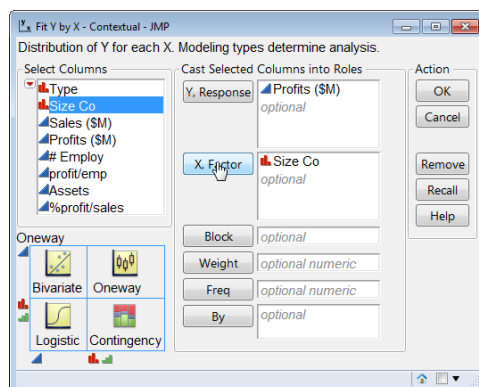 Fit Y by X - Contextual - JMP
Distribution of Y for each X. Modeling types determine analysis.
Select Columns
Type
Size Co
Sales ($M)
Profits ($M)
# Employ
profit/emp
Assets
%profit/sales
Cast Selected Columns into Roles
Y, Response
Profits ($M)
optional
X, Factor
Size Co
optional
Block
optional
Weight
optional numeric
Freq
optional numeric
By
optional
Action
OK
Cancel
Remove
Recall
Help
Oneway
Bivariate
Oneway
Logistic
Contingency